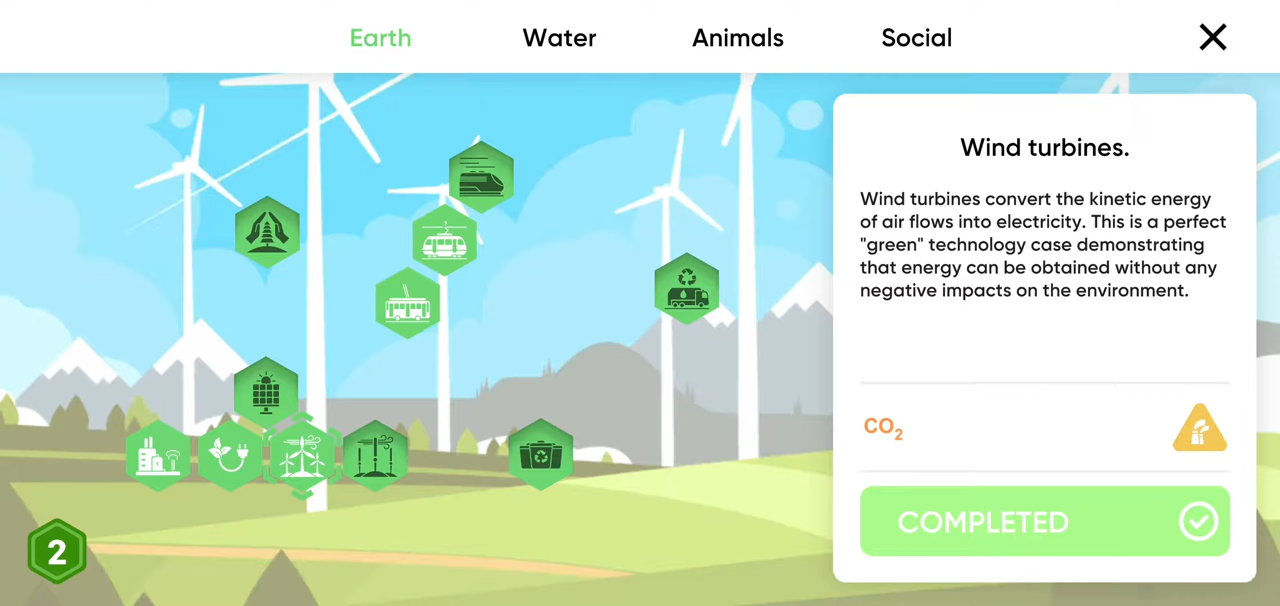 Earth Water Animals Social
Wind turbines.
Wind turbines convert the kinetic energy
of air flows into electricity. This is a perfect
"green" technology case demonstrating
that energy can be obtained without any
negative impacts on the environment.
CO₂
COMPLETED
2